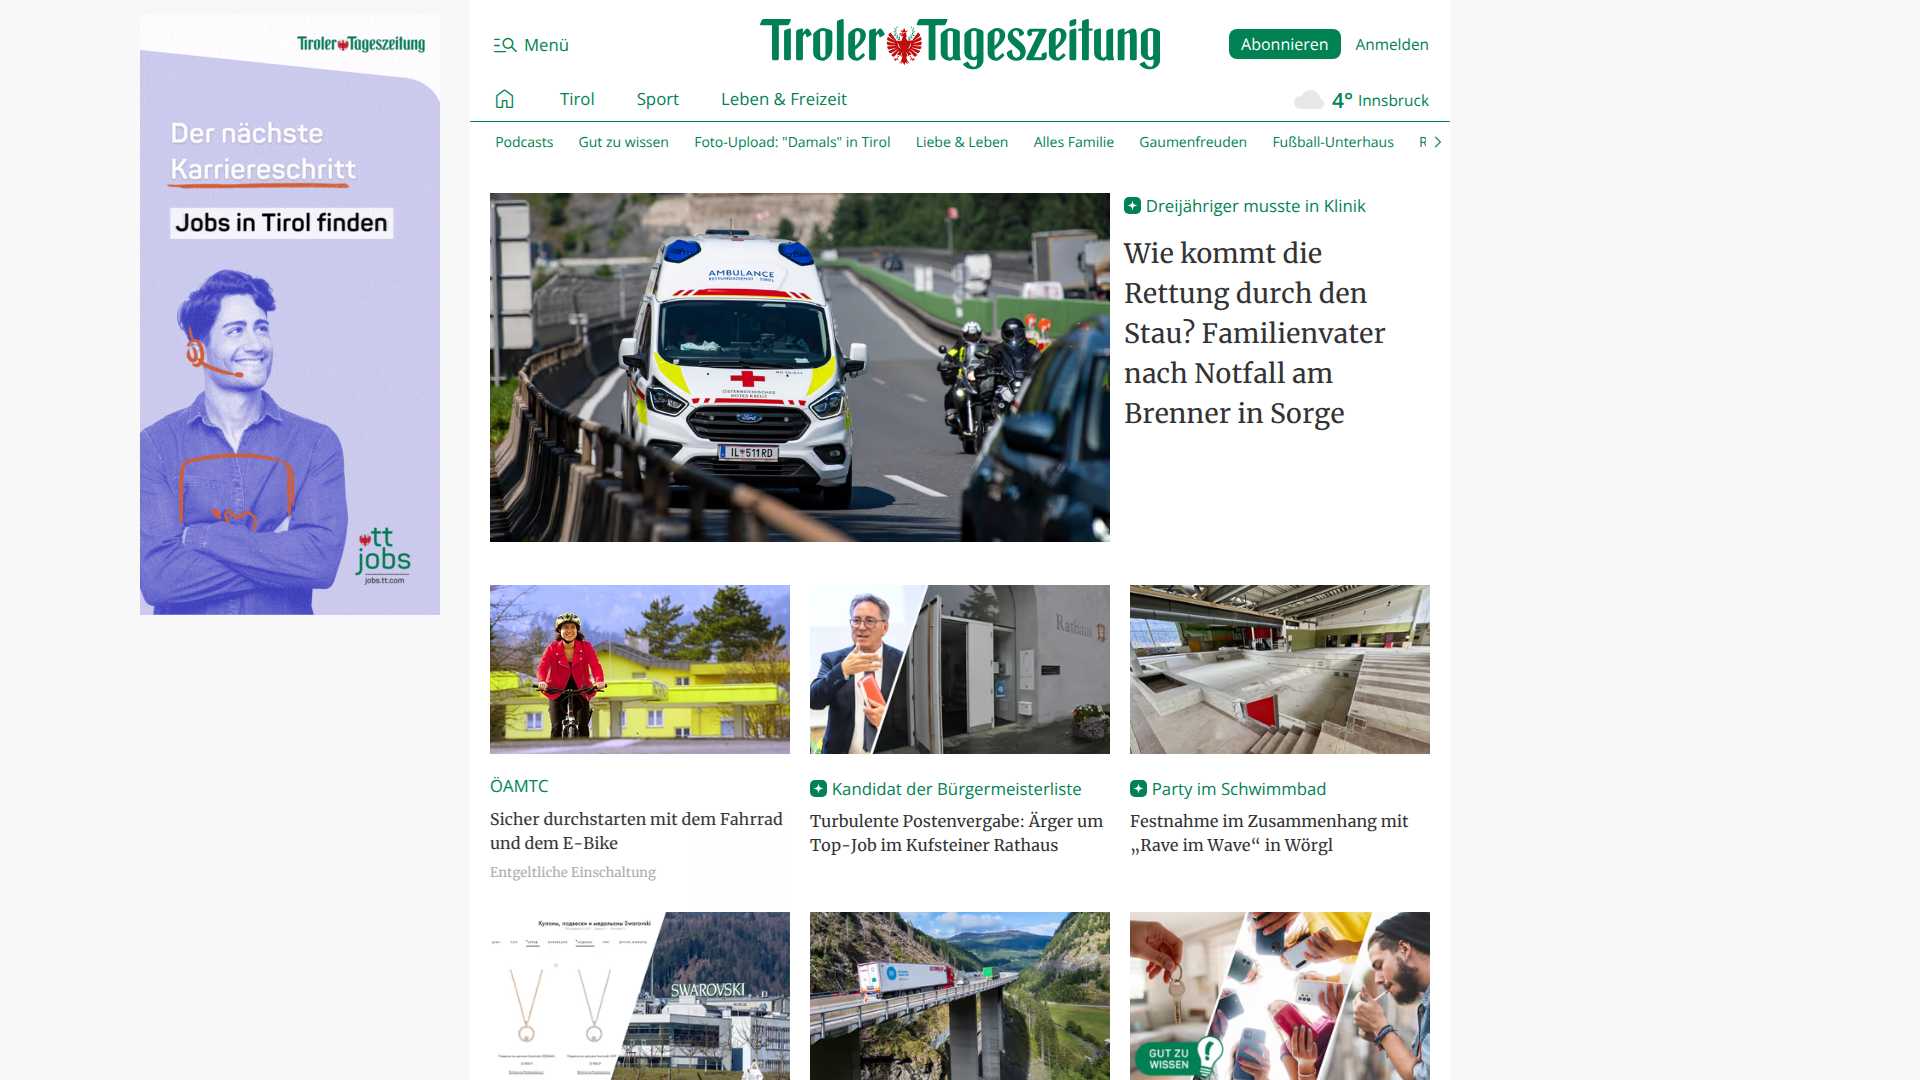 Tiroler Tageszeitung
Der nächste
Karriereschritt
Jobs in Tirol finden
tt
jobs
jobs.tt.com
Menü
Tiroler Tageszeitung
Abonnieren
Anmelden
Tirol
Sport
Leben & Freizeit
4° Innsbruck
Podcasts
Gut zu wissen
Foto-Upload: "Damals" in Tirol
Liebe & Leben
Alles Familie
Gaumenfreuden
Fußball-Unterhaus
AMBULANCE
IL 511RD
Dreijähriger musste in Klinik
Wie kommt die
Rettung durch den
Stau? Familienvater
nach Notfall am
Brenner in Sorge
Rathaus
ÖAMTC
Sicher durchstarten mit dem Fahrrad
und dem E-Bike
Entgeltliche Einschaltung
Kandidat der Bürgermeisterliste
Turbulente Postenvergabe: Ärger um
Top-Job im Kufsteiner Rathaus
Party im Schwimmbad
Festnahme im Zusammenhang mit
„Rave im Wave“ in Wörgl
Кулоны, подвески и медальоны Swarovski
SWAROVSKI
GUT ZU
WISSEN